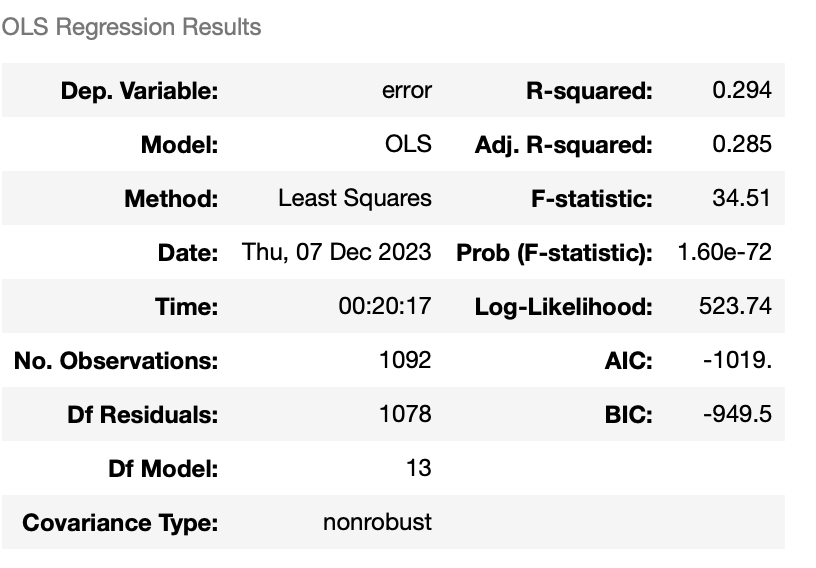 OLS Regression Results
Dep. Variable: error R-squared: 0.294
Model: OLS Adj. R-squared: 0.285
Method: Least Squares F-statistic: 34.51
Date: Thu, 07 Dec 2023 Prob (F-statistic): 1.60e-72
Time: 00:20:17 Log-Likelihood: 523.74
No. Observations: 1092 AIC: -1019.
Df Residuals: 1078 BIC: -949.5
Df Model: 13
Covariance Type: nonrobust